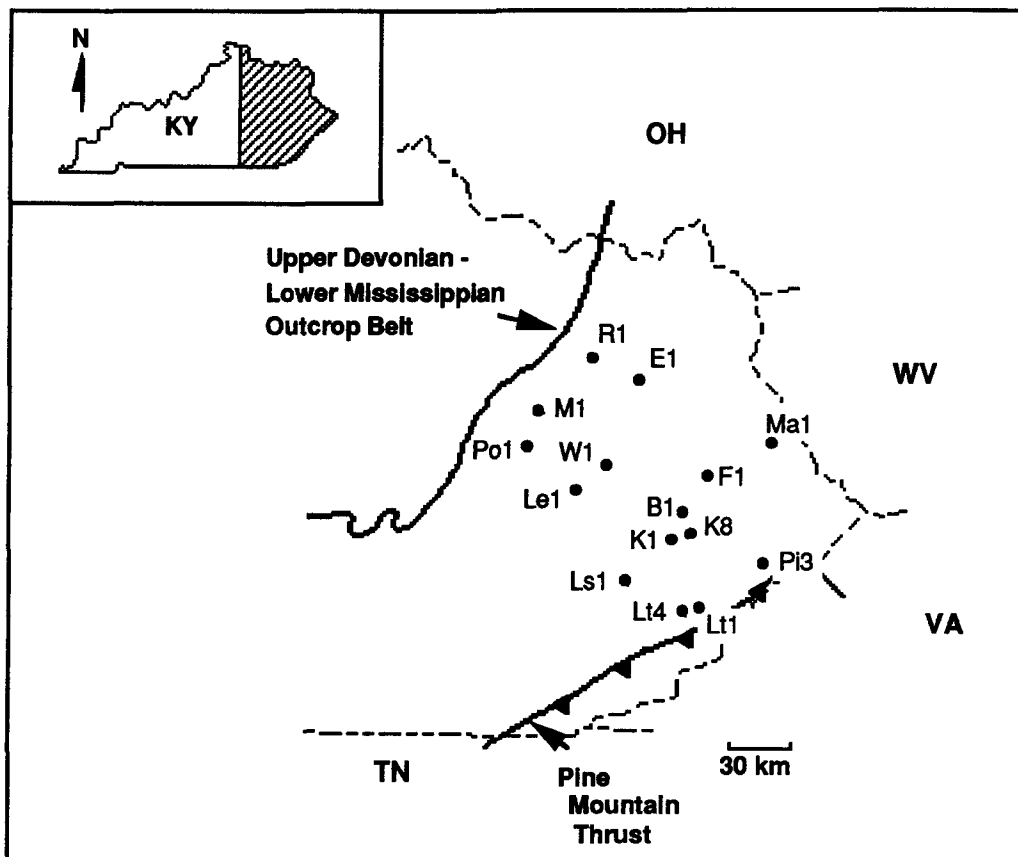 N
KY
OH
Upper Devonian -
Lower Mississippian
Outcrop Belt
R1
E1
WV
M1
Ma1
Po1
W1
F1
Le1
B1
K8
K1
Pi3
Ls1
Lt4
Lt1
VA
30 km
TN
Pine
Mountain
Thrust